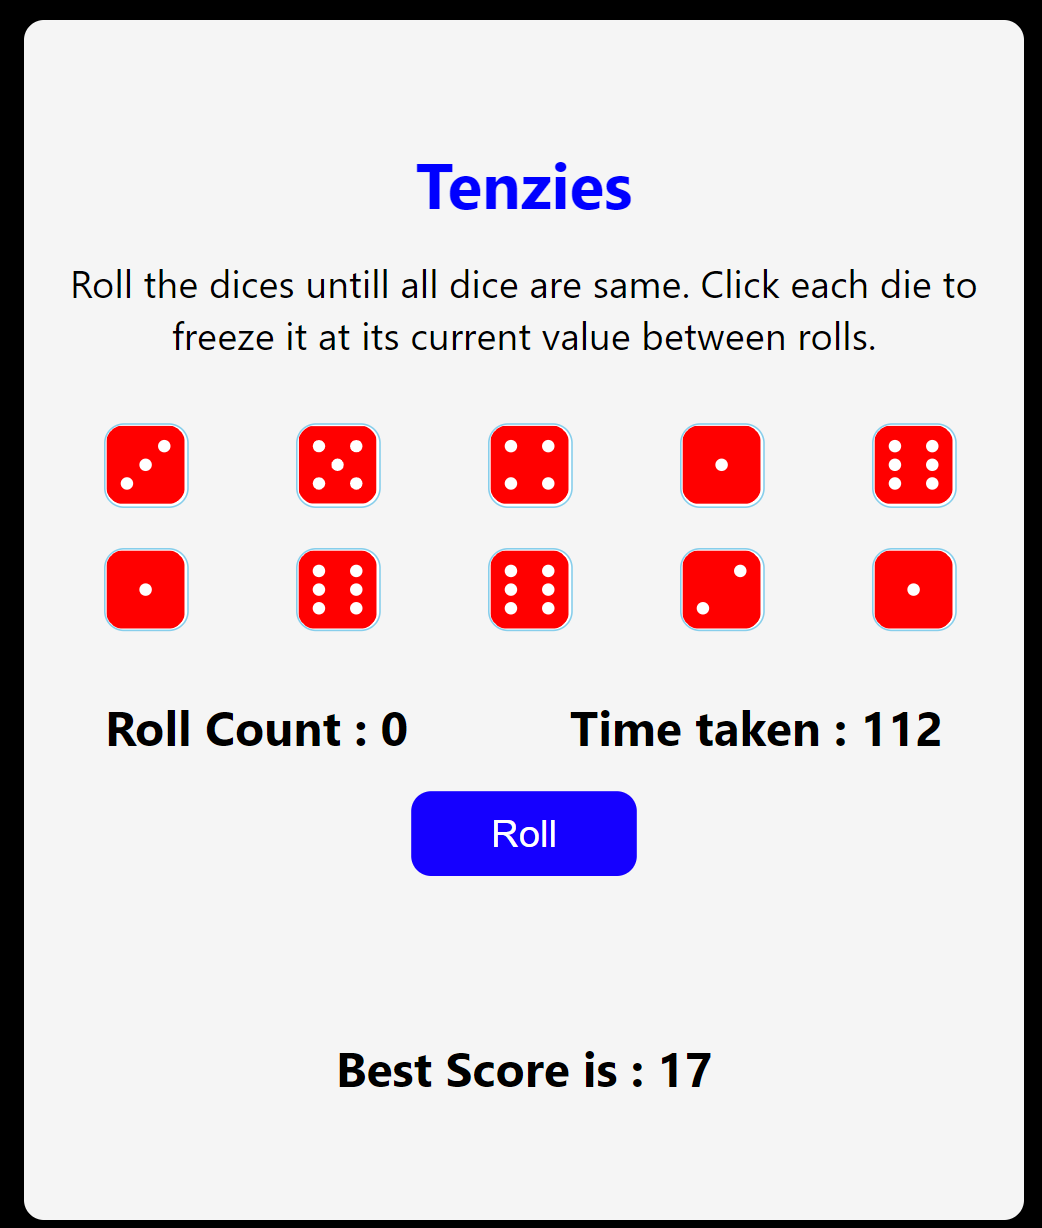 Tenzies
Roll the dices untill all dice are same. Click each die to
freeze it at its current value between rolls.
Roll Count : 0 Time taken : 112
Roll
Best Score is : 17